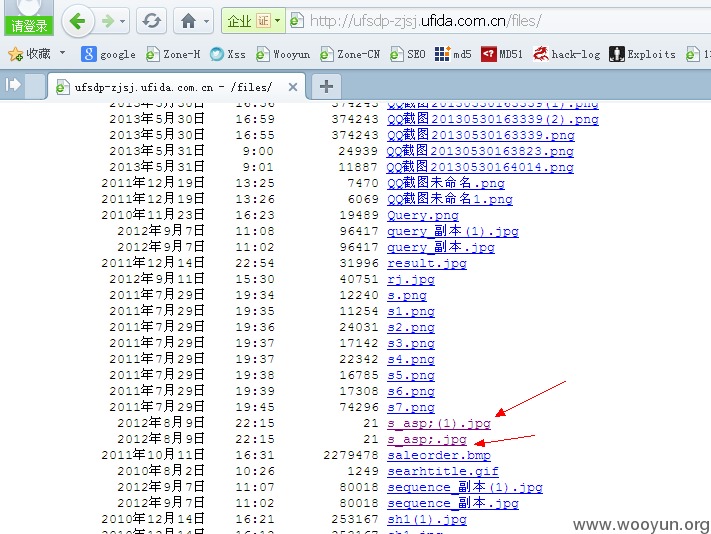 请登录
企业 证 http://ufsdp-zjsj.ufida.com.cn/files/
收藏 google Zone-H Xss Wooyun Zone-CN SEO md5 MD51 hack-log Exploits
ufsdp-zjsj.ufida.com.cn - /files/
2013年5月30日 16:56 374243 QQ截图20130530163339(1).png
2013年5月30日 16:59 374243 QQ截图20130530163339(2).png
2013年5月30日 16:55 374243 QQ截图20130530163339.png
2013年5月31日 9:00 24939 QQ截图20130530163823.png
2013年5月31日 9:01 11887 QQ截图20130530164014.png
2011年12月19日 13:25 7470 QQ截图未命名.png
2011年12月19日 13:26 6069 QQ截图未命名1.png
2010年11月23日 16:23 19489 Query.png
2012年9月7日 11:08 96417 query_副本(1).jpg
2012年9月7日 11:02 96417 query_副本.jpg
2011年12月14日 22:54 31996 result.jpg
2012年9月11日 15:30 40751 rj.jpg
2011年7月29日 19:34 12240 s.png
2011年7月29日 19:35 11254 s1.png
2011年7月29日 19:36 24031 s2.png
2011年7月29日 19:37 17142 s3.png
2011年7月29日 19:37 22342 s4.png
2011年7月29日 19:38 16785 s5.png
2011年7月29日 19:39 17308 s6.png
2011年7月29日 19:45 74296 s7.png
2012年8月9日 22:15 21 s_asp;(1).jpg
2012年8月9日 22:15 21 s_asp;.jpg
2011年10月11日 16:31 2279478 saleorder.bmp
2010年8月2日 10:26 1249 searhtitle.gif
2012年9月7日 11:07 80018 sequence_副本(1).jpg
2012年9月7日 11:02 80018 sequence_副本.jpg
2010年12月14日 16:21 253167 sh1(1).jpg
www.wooyun.org